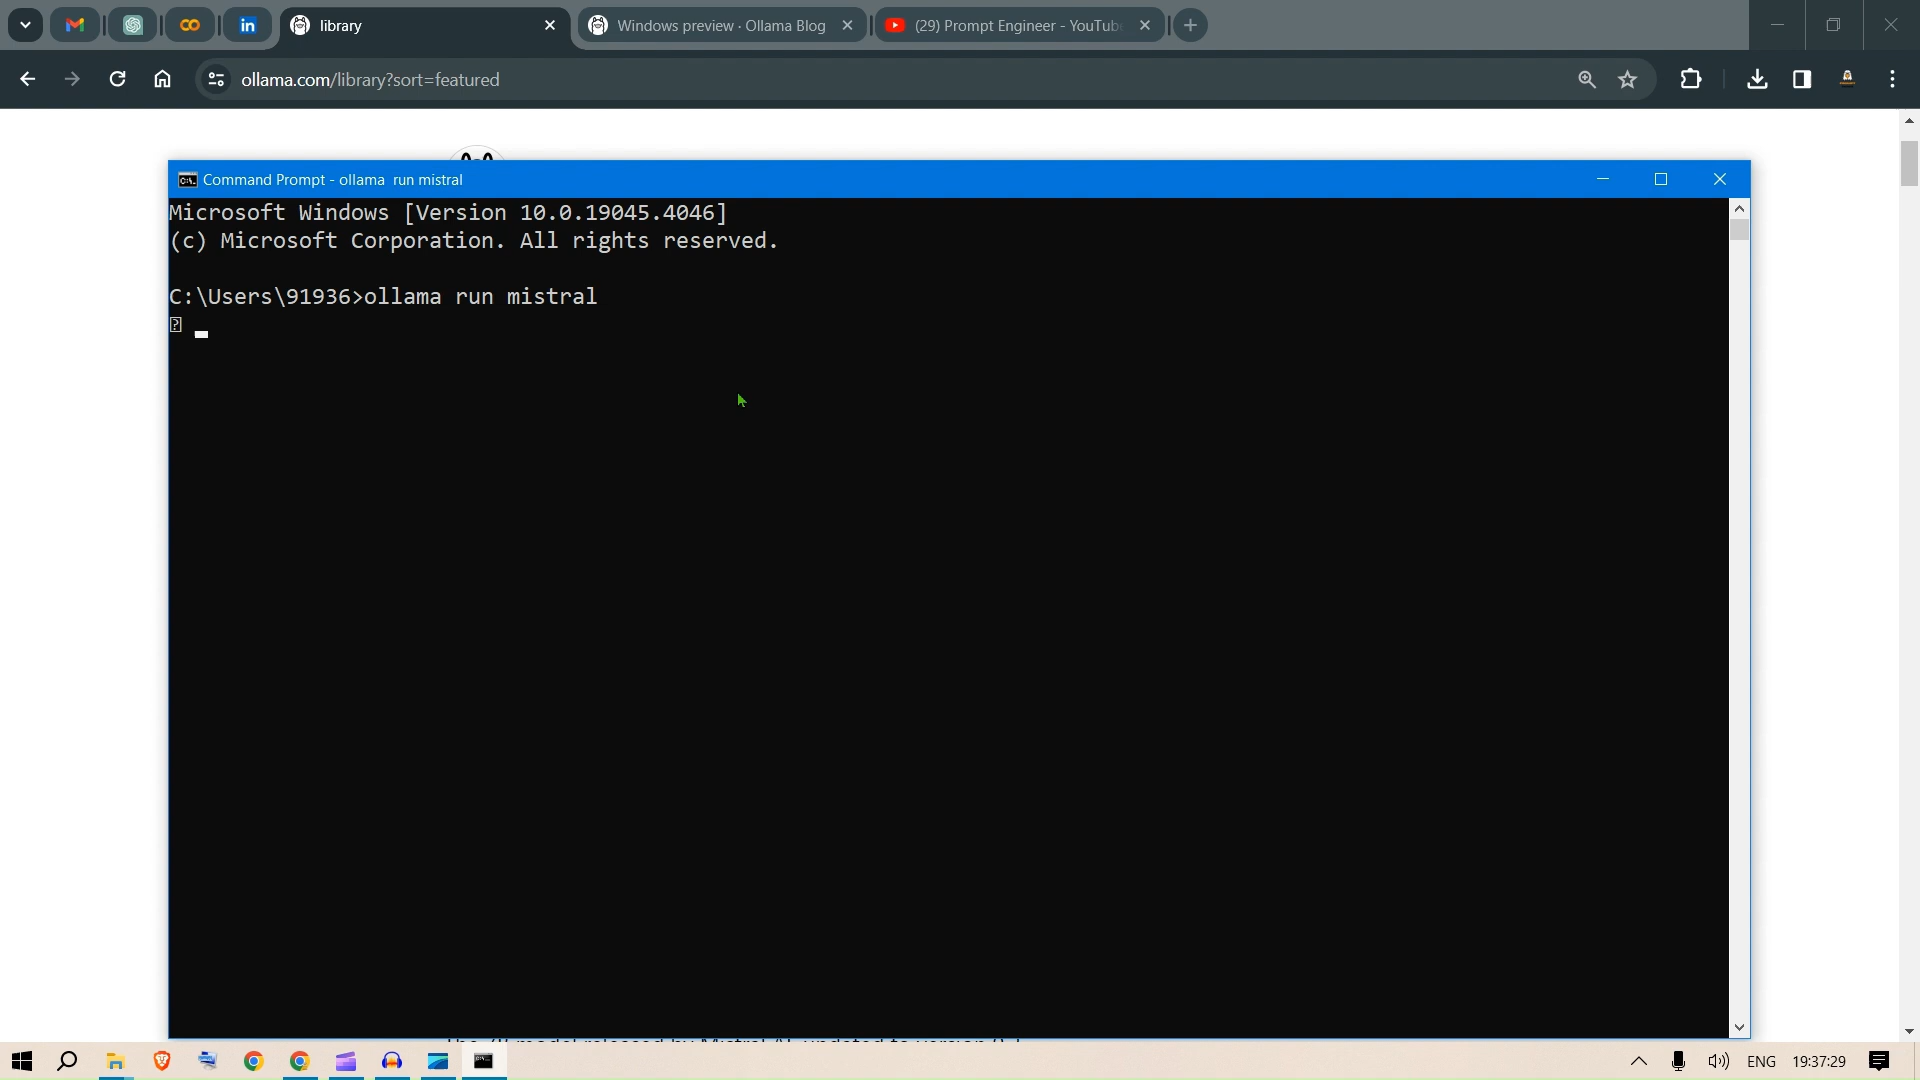 library
Windows preview · Ollama Blog
(29) Prompt Engineer - YouTub
ollama.com/library?sort=featured
Command Prompt - ollama  run mistral
Microsoft Windows [Version 10.0.19045.4046]
(c) Microsoft Corporation. All rights reserved.
C:\Users\91936>ollama run mistral
ENG
19:37:29